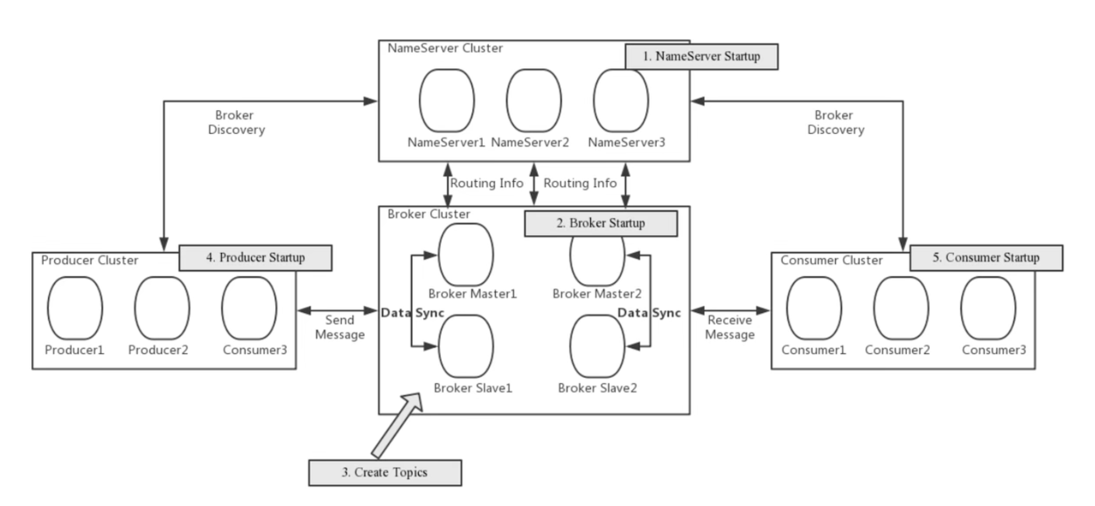 NameServer Cluster
1. NameServer Startup
NameServer1 NameServer2 NameServer3
Broker
Discovery
Broker
Discovery
Routing Info Routing Info
Broker Cluster
2. Broker Startup
Producer Cluster
4. Producer Startup
Consumer Cluster
5. Consumer Startup
Broker Master1 Broker Master2
Data Sync Data Sync
Send
Message
Receive
Message
Producer1 Producer2 Consumer3
Consumer1 Consumer2 Consumer3
Broker Slave1 Broker Slave2
3. Create Topics